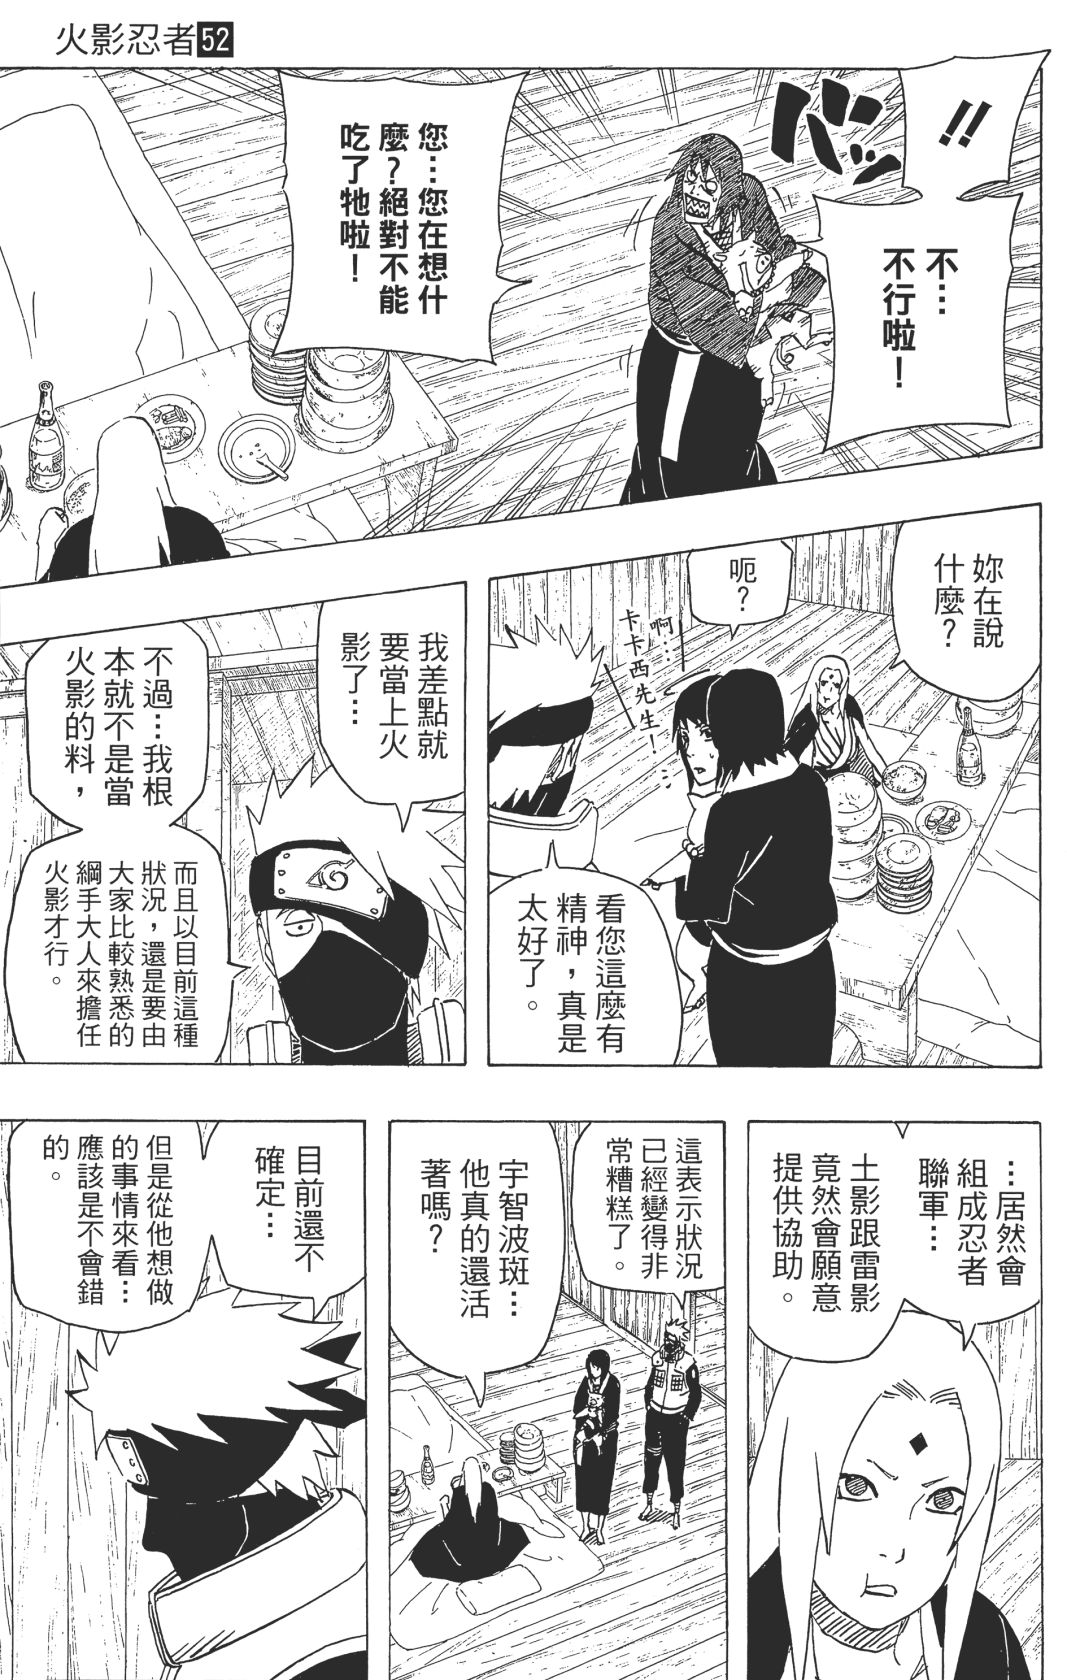 火影忍者52
!!
ドドッ
不…
不行啦！
您…您在想什
麼？絕對不能
吃了牠啦！
妳在說
什麼？
呃？
啊…
卡卡西先生！
看您這麼有
精神，真是
太好了。
我差點就
要當上火
影了…
不過…我根
本就不是當
火影的料，
而且以目前這種
狀況，還是要由
大家比較熟悉的
綱手大人來擔任
火影才行。
…居然會
組成忍者
聯軍…
土影跟雷影
竟然會願意
提供協助。
這表示狀況
已經變得非
常糟糕了。
宇智波斑…
他真的還活
著嗎？
目前還不
確定…
但是從他想做
的事情來看…
應該是不會錯
的。